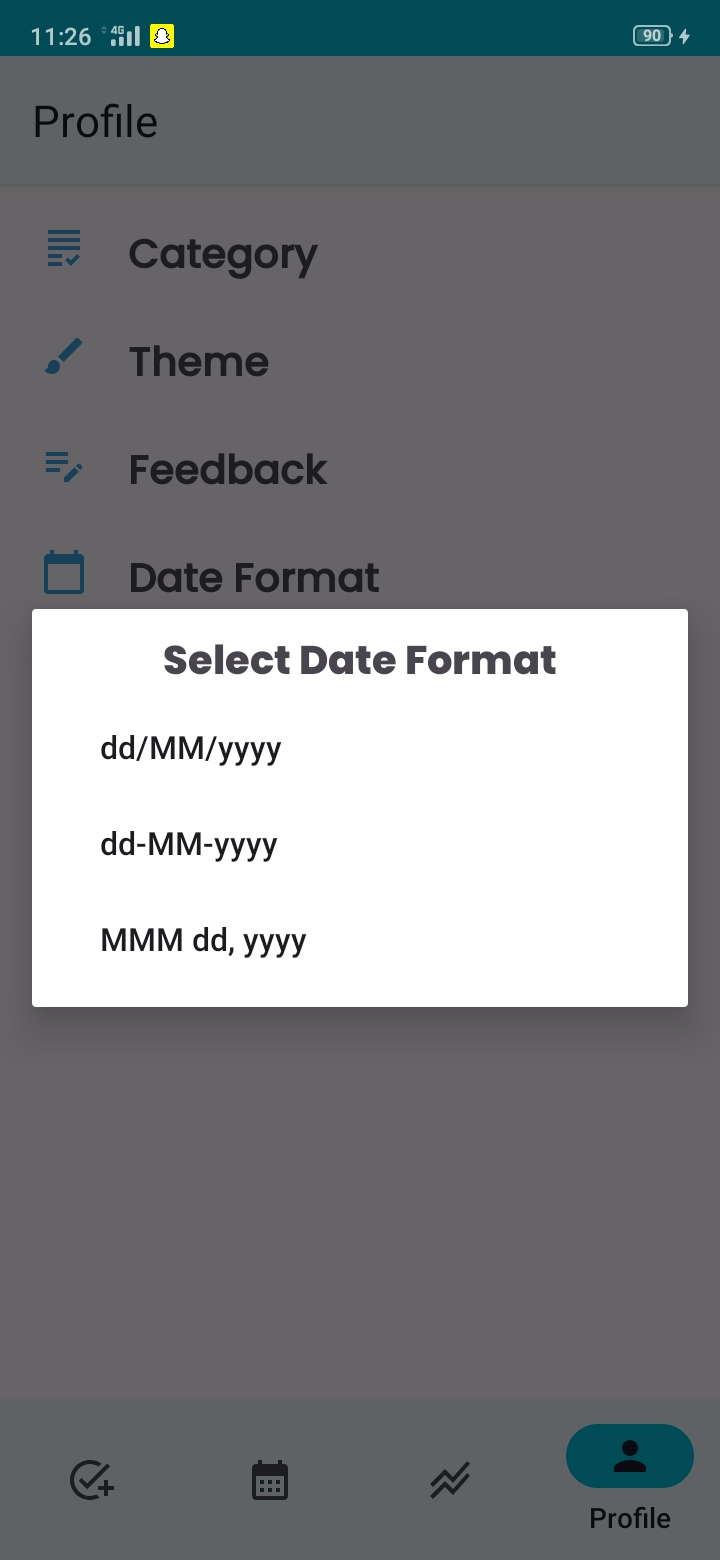 11:26 4G 90
Profile
Category
Theme
Feedback
Date Format
Select Date Format
dd/MM/yyyy
dd-MM-yyyy
MMM dd, yyyy
Profile